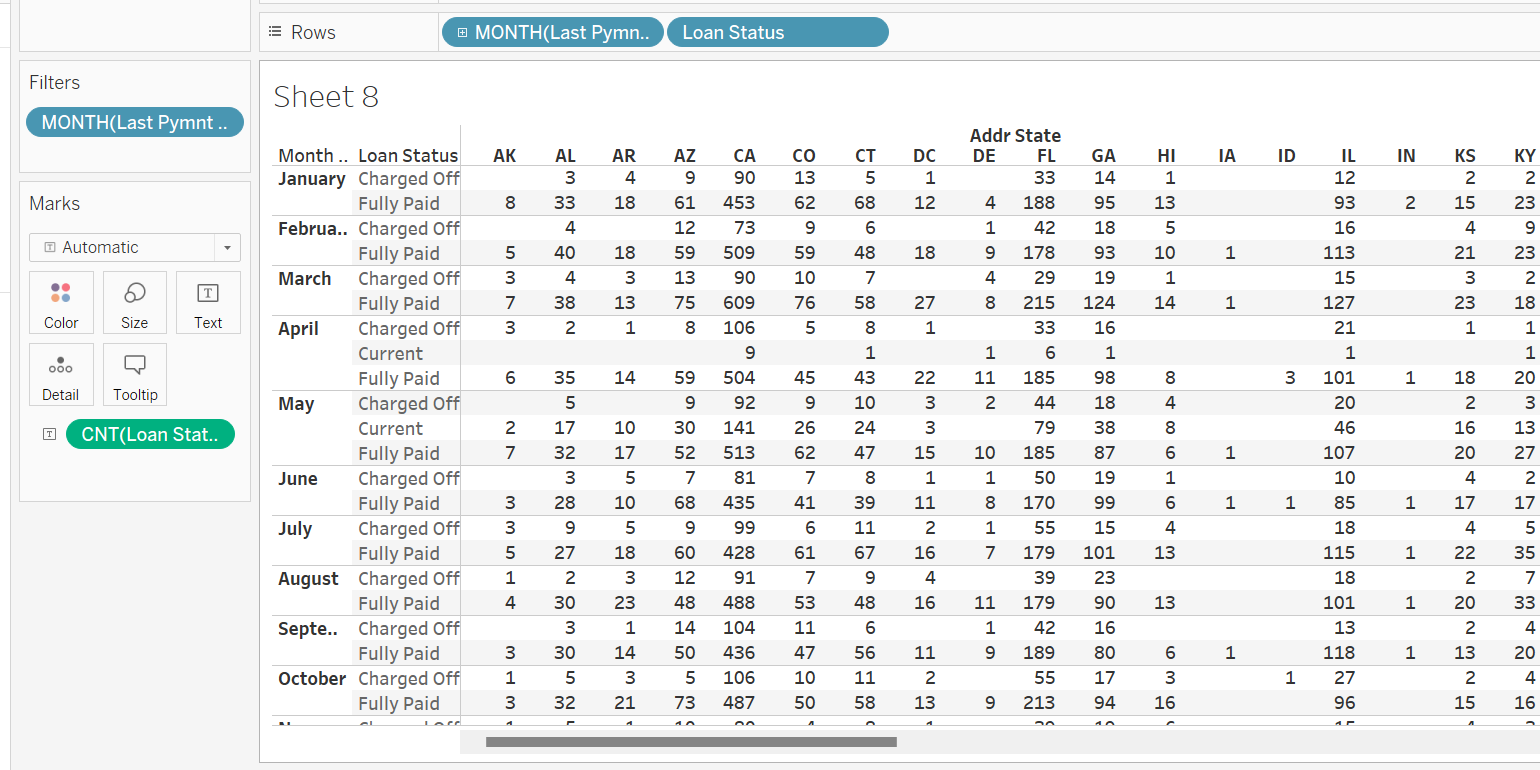 Rows MONTH(Last Pymn.. Loan Status
Filters
MONTH(Last Pymnt ..
Marks
Automatic
Color Size Text
Detail Tooltip
CNT(Loan Stat..
Sheet 8
Addr State
Month .. Loan Status AK AL AR AZ CA CO CT DC DE FL GA HI IA ID IL IN KS KY
January Charged Off 3 4 9 90 13 5 1 33 14 1 12 2 2
Fully Paid 8 33 18 61 453 62 68 12 4 188 95 13 93 2 15 23
Februa.. Charged Off 4 12 73 9 6 1 42 18 5 16 4 9
Fully Paid 5 40 18 59 509 59 48 18 9 178 93 10 1 113 21 23
March Charged Off 3 4 3 13 90 10 7 4 29 19 1 15 3 2
Fully Paid 7 38 13 75 609 76 58 27 8 215 124 14 1 127 23 18
April Charged Off 3 2 1 8 106 5 8 1 33 16 21 1 1
Current 9 1 1 6 1 1 1
Fully Paid 6 35 14 59 504 45 43 22 11 185 98 8 3 101 1 18 20
May Charged Off 5 9 92 9 10 3 2 44 18 4 20 2 3
Current 2 17 10 30 141 26 24 3 79 38 8 46 16 13
Fully Paid 7 32 17 52 513 62 47 15 10 185 87 6 1 107 20 27
June Charged Off 3 5 7 81 7 8 1 1 50 19 1 10 4 2
Fully Paid 3 28 10 68 435 41 39 11 8 170 99 6 1 1 85 1 17 17
July Charged Off 3 9 5 9 99 6 11 2 1 55 15 4 18 4 5
Fully Paid 5 27 18 60 428 61 67 16 7 179 101 13 115 1 22 35
August Charged Off 1 2 3 12 91 7 9 4 39 23 18 2 7
Fully Paid 4 30 23 48 488 53 48 16 11 179 90 13 101 1 20 33
Septe.. Charged Off 3 1 14 104 11 6 1 42 16 13 2 4
Fully Paid 3 30 14 50 436 47 56 11 9 189 80 6 1 118 1 13 20
October Charged Off 1 5 3 5 106 10 11 2 55 17 3 1 27 2 4
Fully Paid 3 32 21 73 487 50 58 13 9 213 94 16 96 15 16